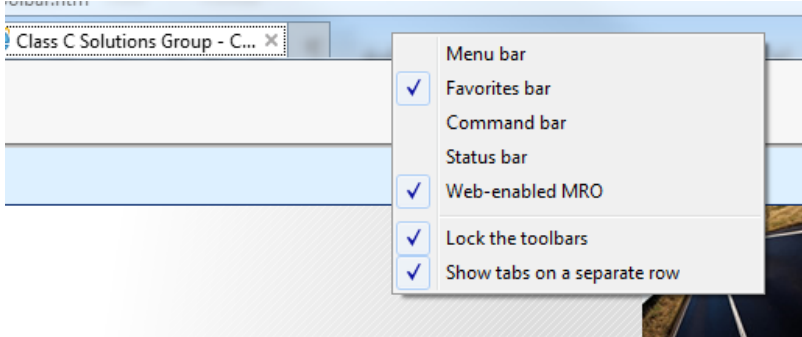 Class C Solutions Group - C...
Menu bar
Favorites bar
Command bar
Status bar
Web-enabled MRO
Lock the toolbars
Show tabs on a separate row